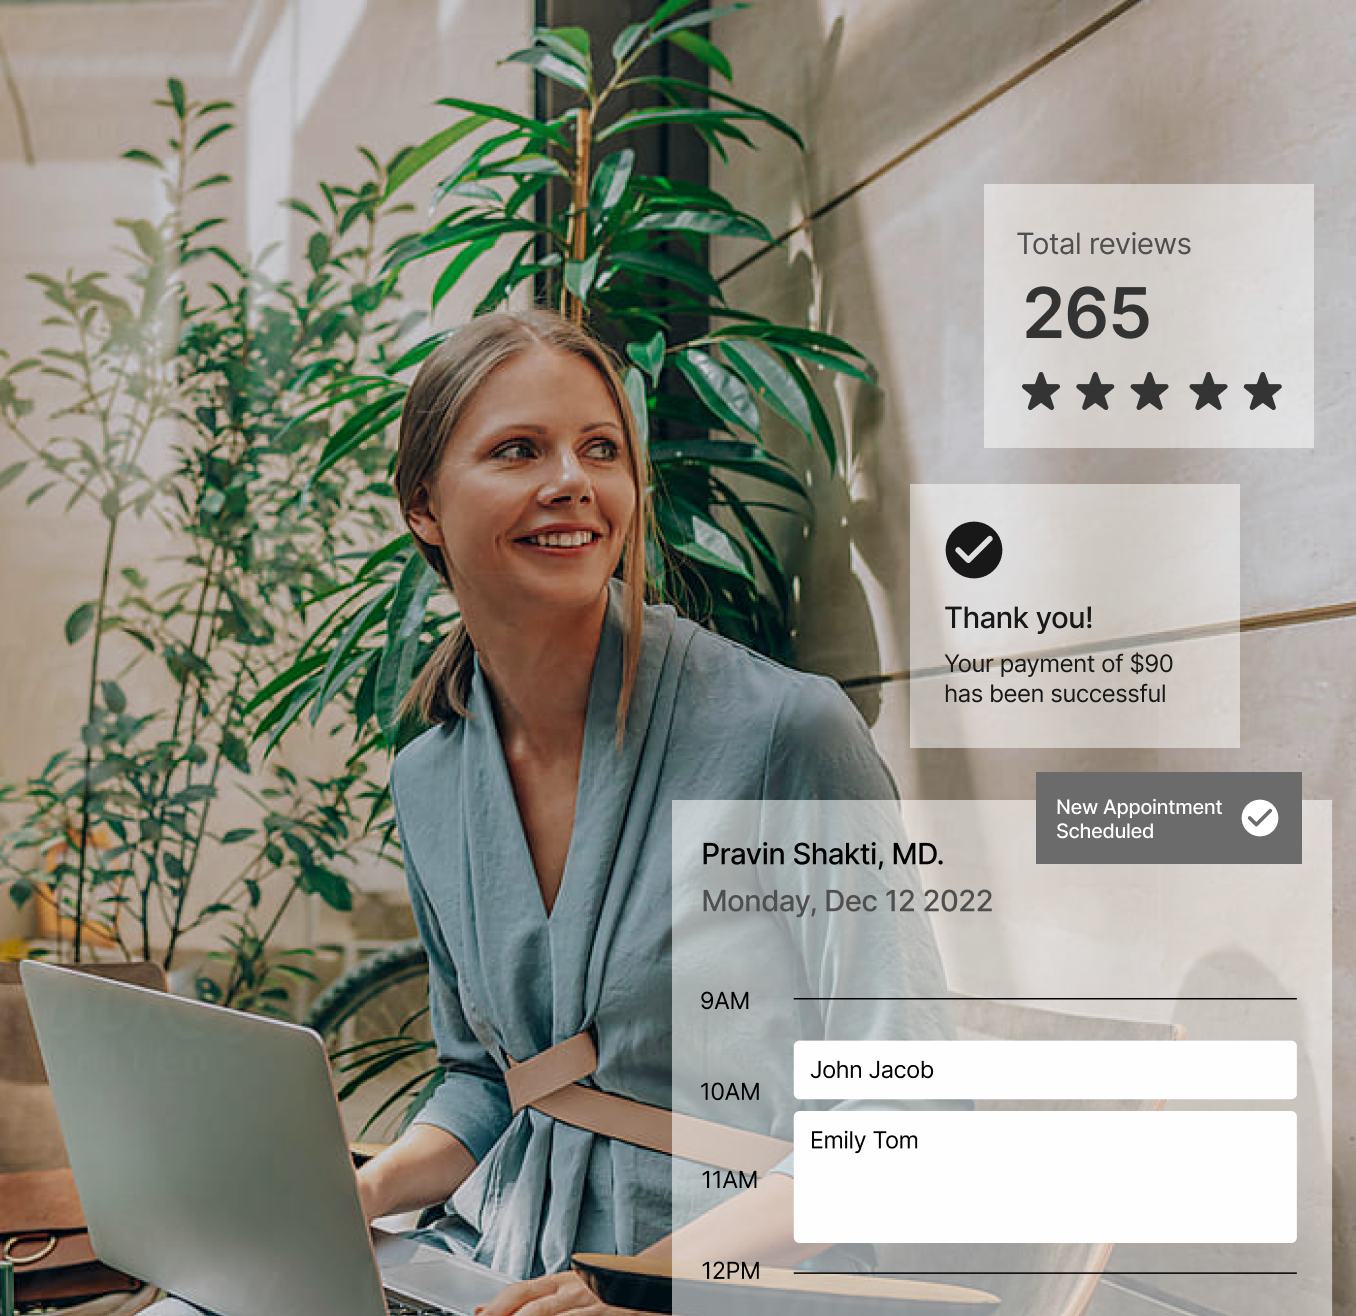 Total reviews
265
Thank you!
Your payment of $90
has been successful
New Appointment
Scheduled
Pravin Shakti, MD.
Monday, Dec 12 2022
9AM
John Jacob
10AM
Emily Tom
11AM
12PM